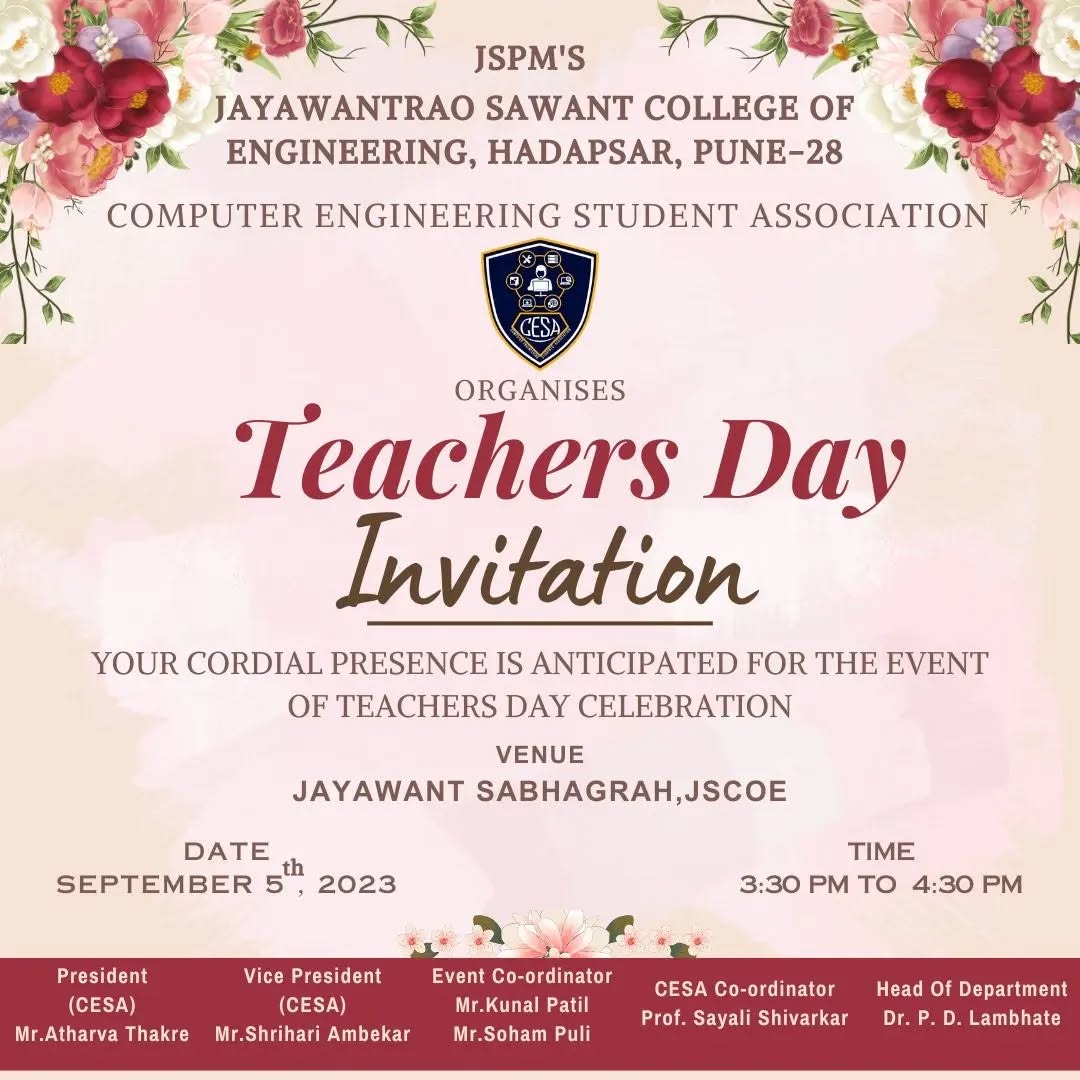 JSPM'S
JAYAWANTRAO SAWANT COLLEGE OF
ENGINEERING, HADAPSAR, PUNE-28
COMPUTER ENGINEERING STUDENT ASSOCIATION
CESA
ORGANISES
Teachers Day
Invitation
YOUR CORDIAL PRESENCE IS ANTICIPATED FOR THE EVENT
OF TEACHERS DAY CELEBRATION
VENUE
JAYAWANT SABHAGRAH,JSCOE
DATE
SEPTEMBER 5th, 2023
TIME
3:30 PM TO 4:30 PM
President
(CESA)
Mr.Atharva Thakre
Vice President
(CESA)
Mr.Shrihari Ambekar
Event Co-ordinator
Mr.Kunal Patil
Mr.Soham Puli
CESA Co-ordinator
Prof. Sayali Shivarkar
Head Of Department
Dr. P. D. Lambhate